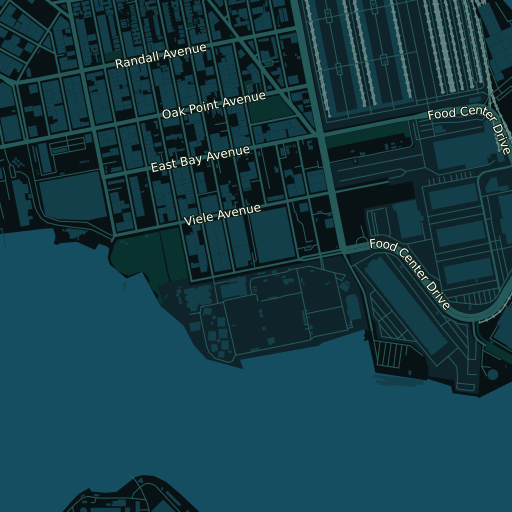 Randall Avenue
Oak Point Avenue
Food Center Drive
East Bay Avenue
Viele Avenue
Food Center Drive